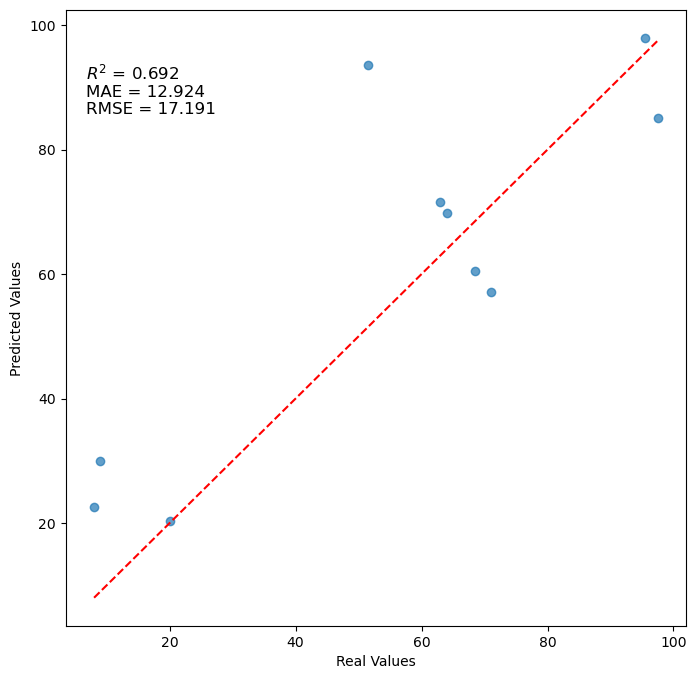 100
80
60
40
20
Predicted Values
R² = 0.692
MAE = 12.924
RMSE = 17.191
20
40
60
80
100
Real Values